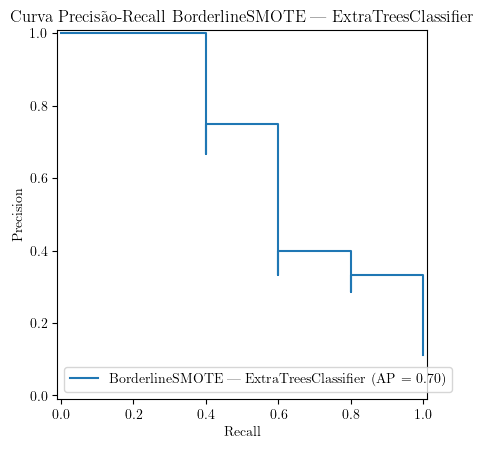 Curva Precisão-Recall BorderlineSMOTE — ExtraTreesClassifier
1.0
0.8
0.6
0.4
0.2
0.0
Precision
BorderlineSMOTE — ExtraTreesClassifier (AP = 0.70)
0.0 0.2 0.4 0.6 0.8 1.0
Recall